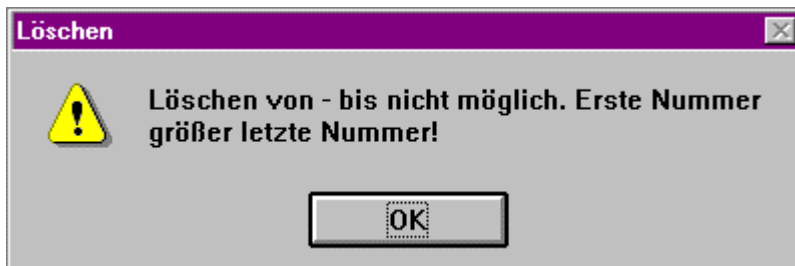 Löschen
Löschen von - bis nicht möglich. Erste Nummer
größer letzte Nummer!
OK